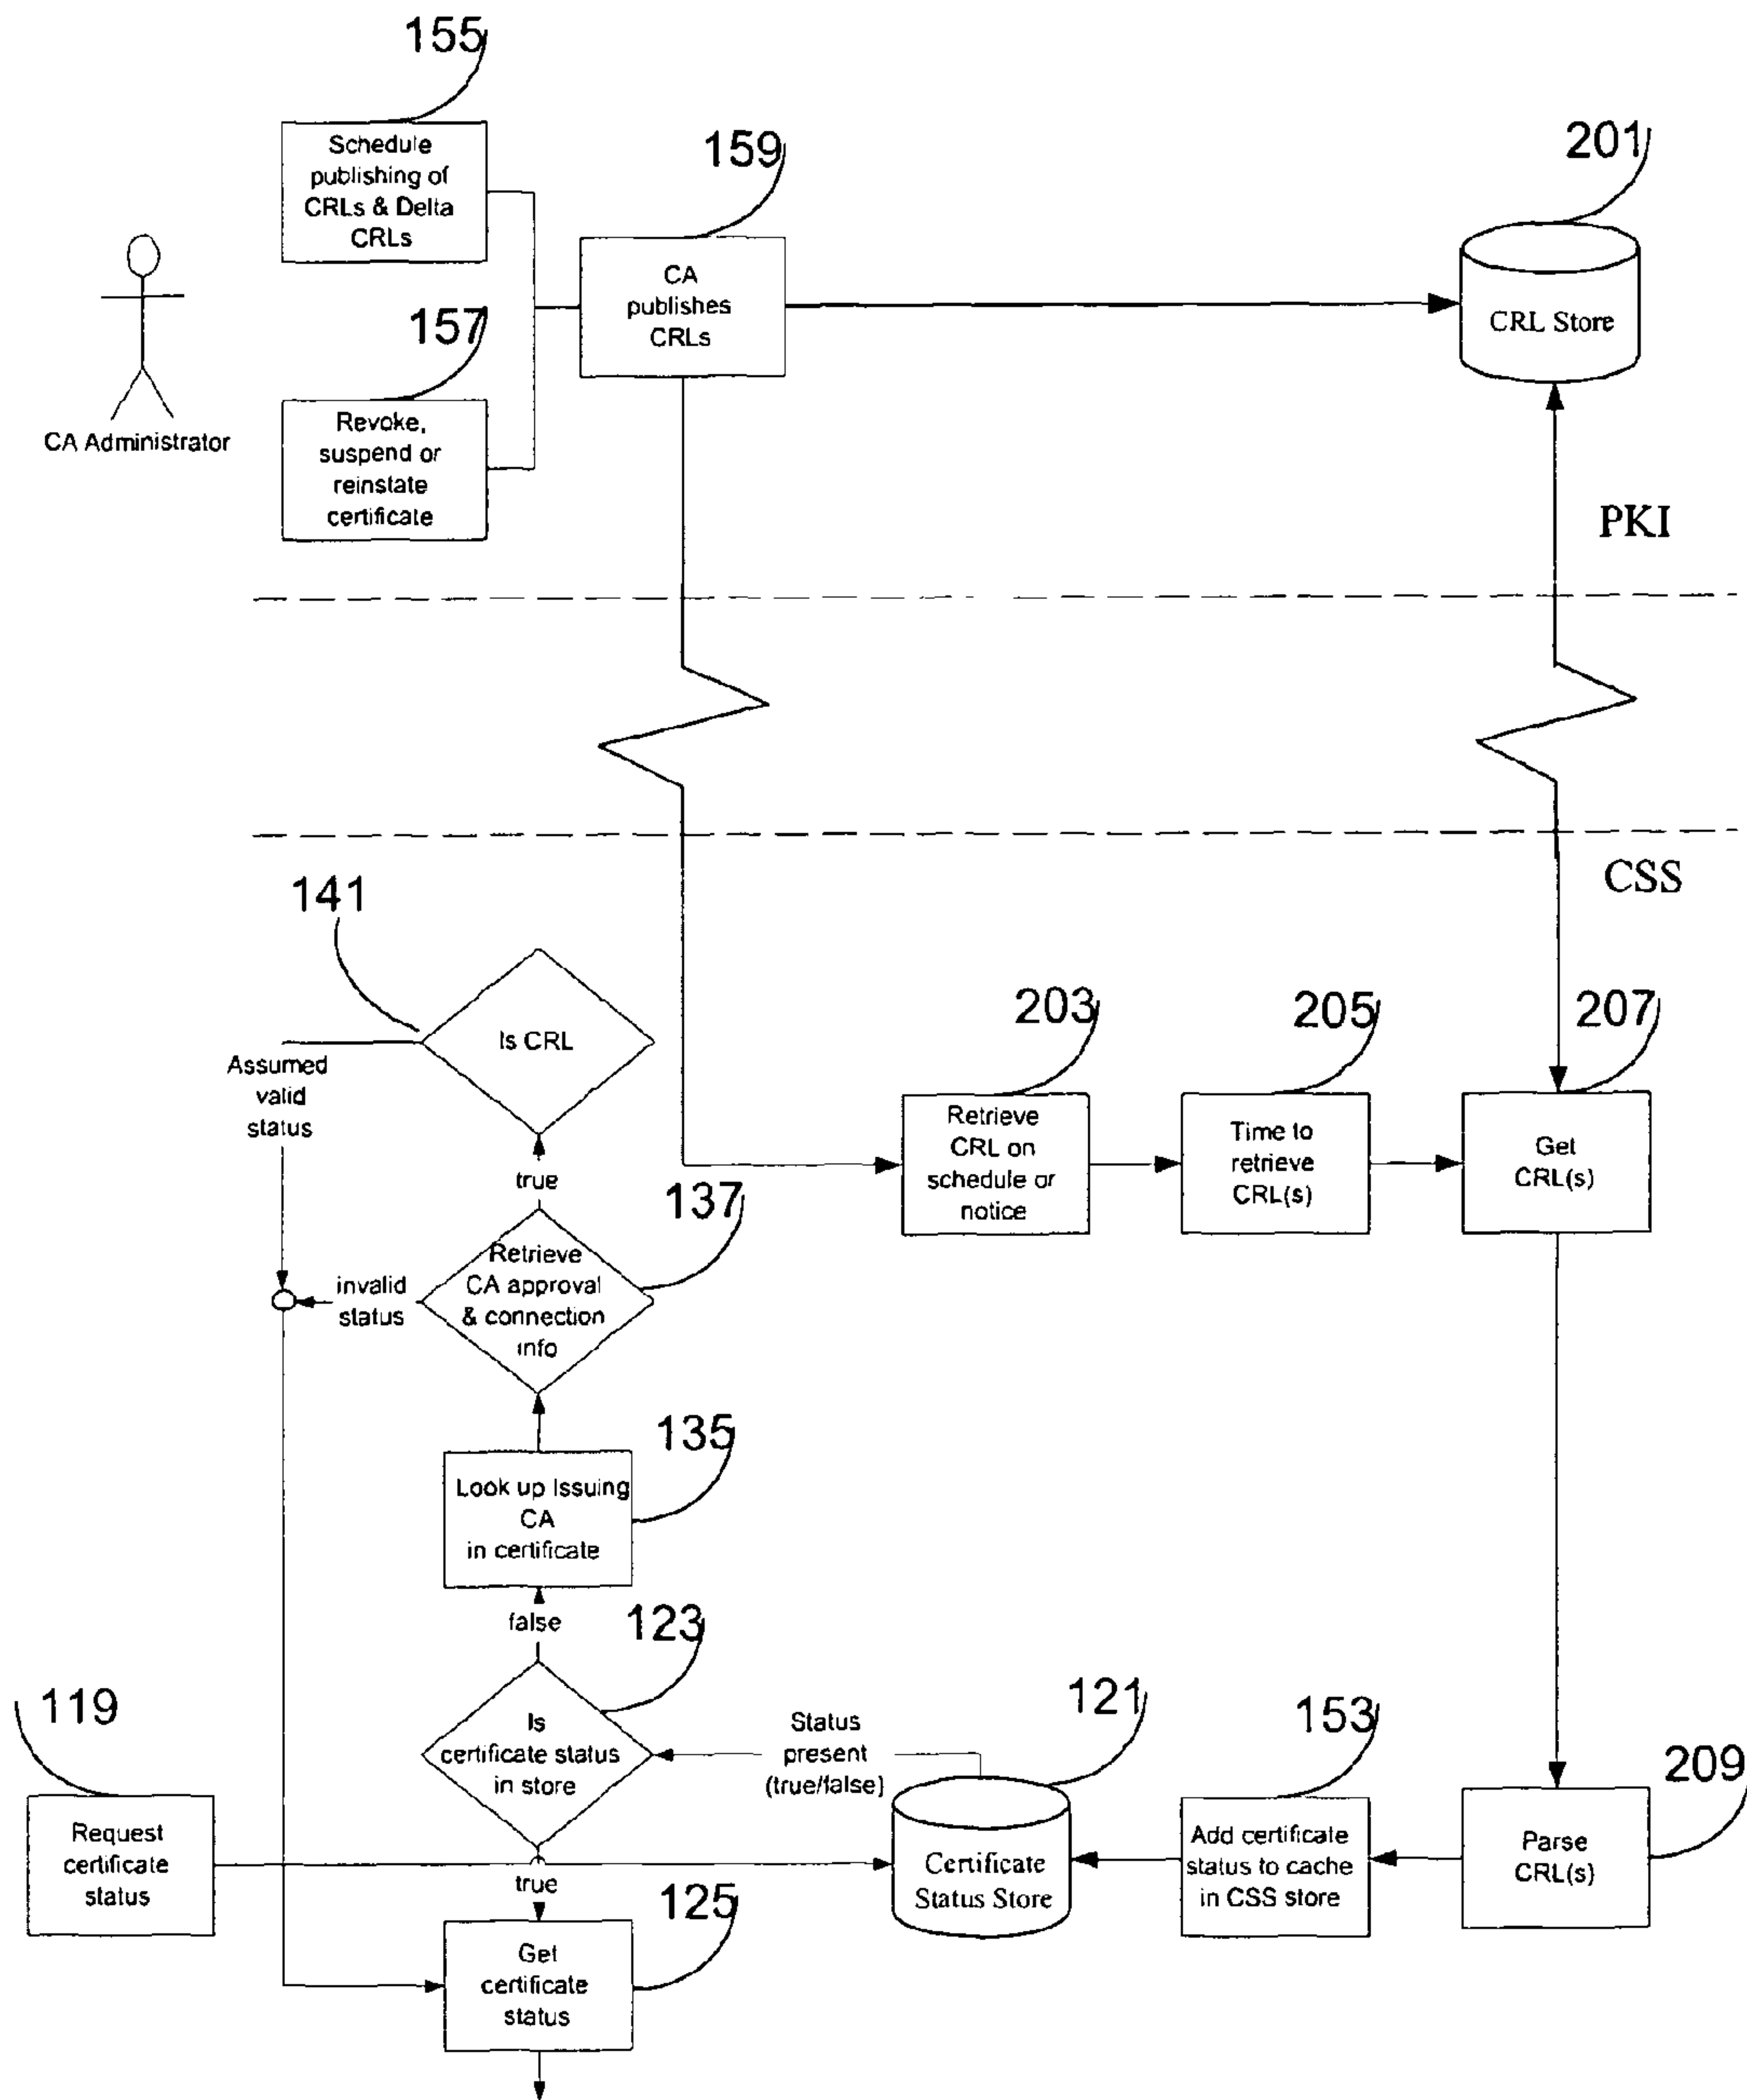 155
Schedule
publishing of
CRLs & Delta
CRLs
159
CA
publishes
CRLs
201
CRL Store
CA Administrator
157
Revoke,
suspend or
reinstate
certificate
PKI
CSS
141
Is CRL
Assumed
valid
status
true
137
Retrieve
CA approval
& connection
info
invalid
status
203
Retrieve
CRL on
schedule or
notice
205
Time to
retrieve
CRL(s)
207
Get
CRL(s)
135
Look up Issuing
CA
in certificate
false
123
Is
certificate status
in store
true
Status
present
(true/false)
119
Request
certificate
status
121
Certificate
Status Store
153
Add certificate
status to cache
in CSS store
209
Parse
CRL(s)
125
Get
certificate
status